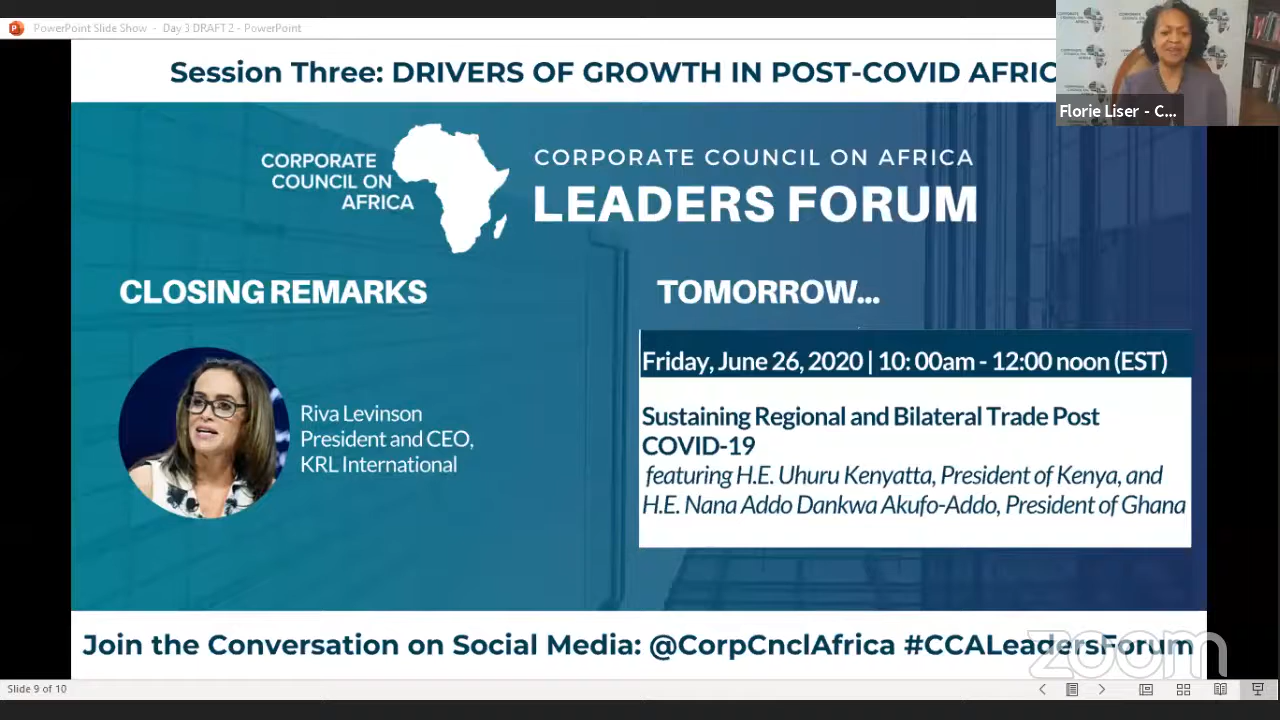 PowerPoint Slide Show - Day 3 DRAFT 2 - PowerPoint
Session Three: DRIVERS OF GROWTH IN POST-COVID AFRIC
CORPORATE COUNCIL ON AFRICA
Florie Liser - C...
CORPORATE
COUNCIL ON
AFRICA
CORPORATE COUNCIL ON AFRICA
LEADERS FORUM
CLOSING REMARKS
Riva Levinson
President and CEO,
KRL International
TOMORROW...
Friday, June 26, 2020 | 10: 00am - 12:00 noon (EST)
Sustaining Regional and Bilateral Trade Post
COVID-19
featuring H.E. Uhuru Kenyatta, President of Kenya, and
H.E. Nana Addo Dankwa Akufo-Addo, President of Ghana
Join the Conversation on Social Media: @CorpCnclAfrica #CCALeadersForum
zoom
Slide 9 of 10